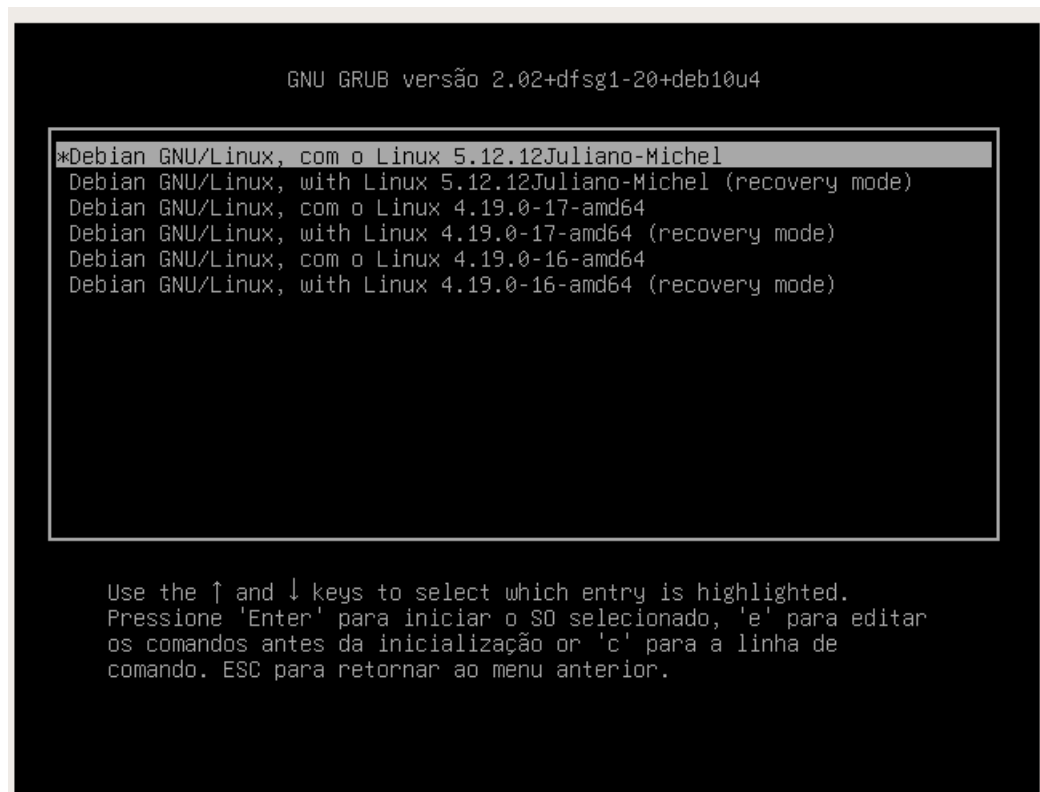 GNU GRUB versão 2.02+dfsg1-20+deb10u4
*Debian GNU/Linux, com o Linux 5.12.12Juliano-Michel
Debian GNU/Linux, with Linux 5.12.12Juliano-Michel (recovery mode)
Debian GNU/Linux, com o Linux 4.19.0-17-amd64
Debian GNU/Linux, with Linux 4.19.0-17-amd64 (recovery mode)
Debian GNU/Linux, com o Linux 4.19.0-16-amd64
Debian GNU/Linux, with Linux 4.19.0-16-amd64 (recovery mode)
Use the ↑ and ↓ keys to select which entry is highlighted.
Pressione 'Enter' para iniciar o SO selecionado, 'e' para editar
os comandos antes da inicialização or 'c' para a linha de
comando. ESC para retornar ao menu anterior.